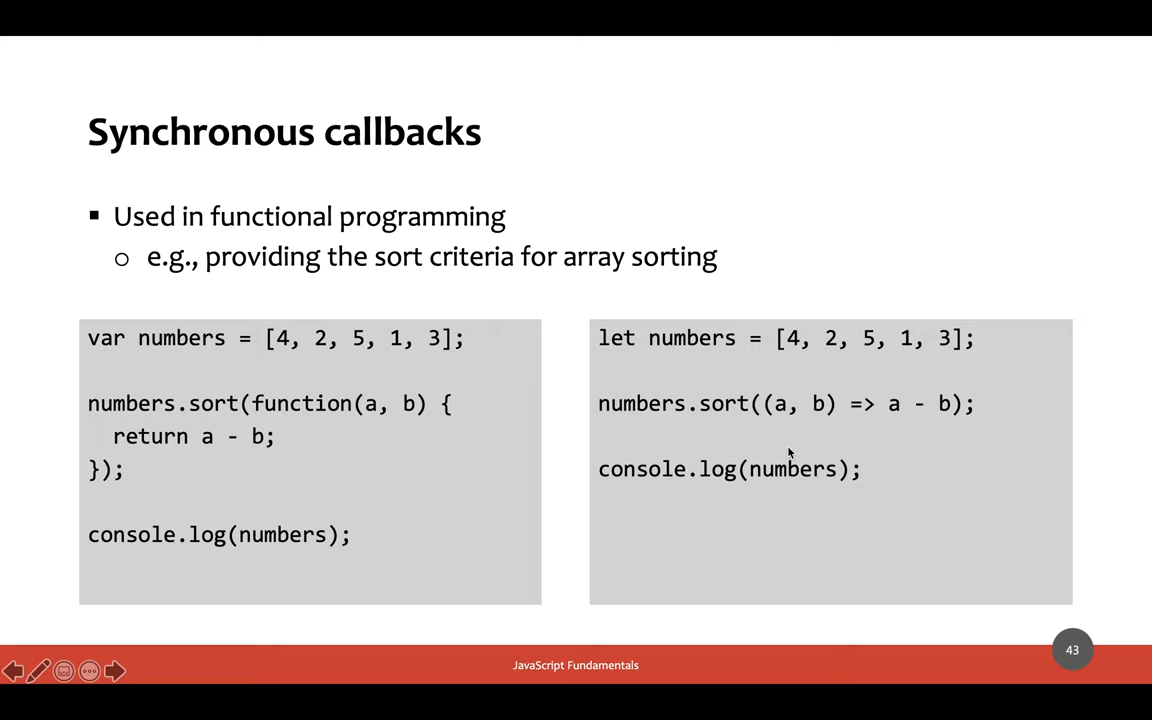 Synchronous callbacks
▪ Used in functional programming
o e.g., providing the sort criteria for array sorting
var numbers = [4, 2, 5, 1, 3];
numbers.sort(function(a, b) {
  return a - b;
});
console.log(numbers);
let numbers = [4, 2, 5, 1, 3];
numbers.sort((a, b) => a - b);
console.log(numbers);
JavaScript Fundamentals
43